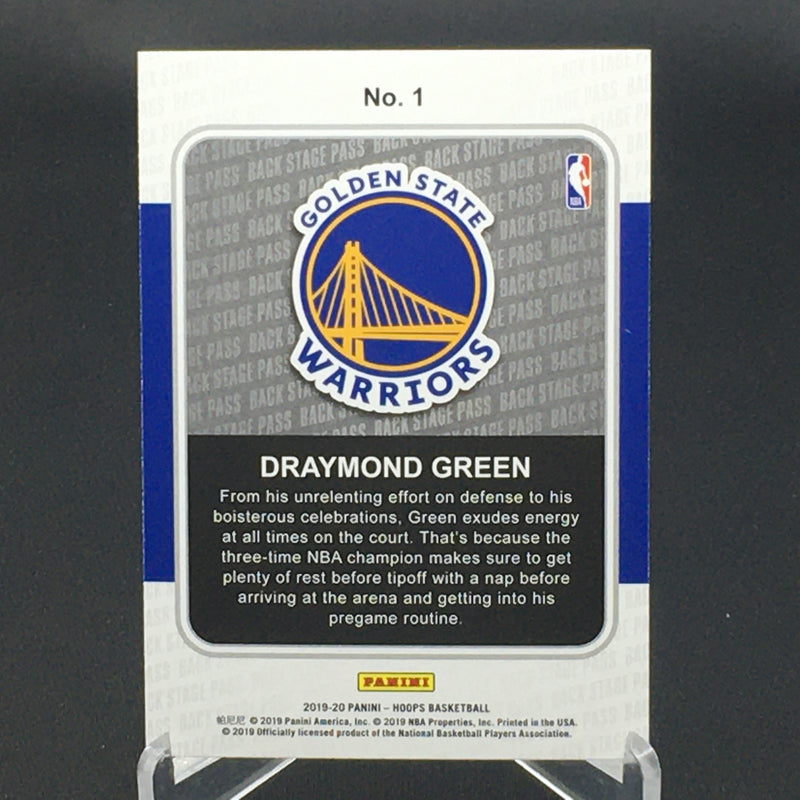 No. 1
BACK STAGE PASS
NBA
GOLDEN STATE
WARRIORS
DRAYMOND GREEN
From his unrelenting effort on defense to his
boisterous celebrations, Green exudes energy
at all times on the court. That's because the
three-time NBA champion makes sure to get
plenty of rest before tipoff with a nap before
arriving at the arena and getting into his
pregame routine.
PANINI
2019-20 PANINI – HOOPS BASKETBALL
帕尼尼 © 2019 Panini America, Inc. © 2019 NBA Properties, Inc. Printed in the USA.
© 2019 Officially licensed product of the National Basketball Players Association.